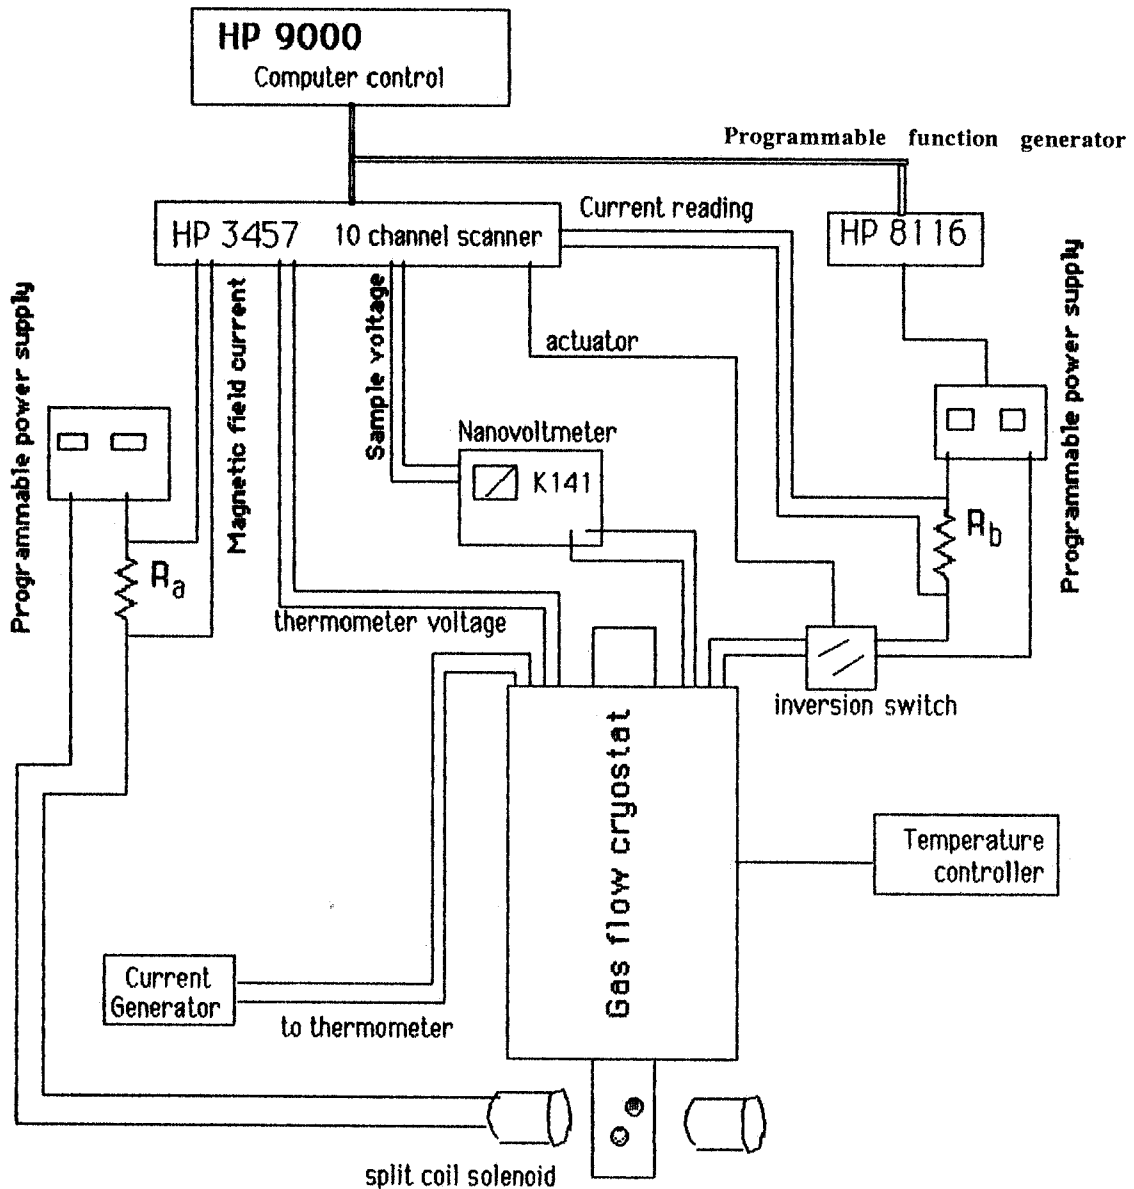 HP 9000
Computer control
Programmable function generator
HP 3457 10 channel scanner
Current reading
HP 8116
Programmable power supply
Magnetic field current
Sample voltage
actuator
Programmable power supply
Nanovoltmeter
K141
Ra
Rb
thermometer voltage
inversion switch
Gas flow cryostat
Temperature
controller
Current
Generator
to thermometer
split coil solenoid